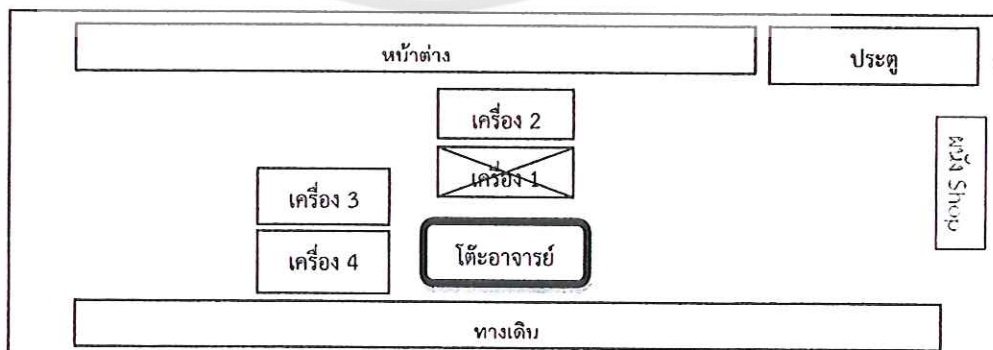 หน้าต่าง
ประตู
เครื่อง 2
เครื่อง 1
ผนัง Shop
เครื่อง 3
เครื่อง 4
โต๊ะอาจารย์
ทางเดิน